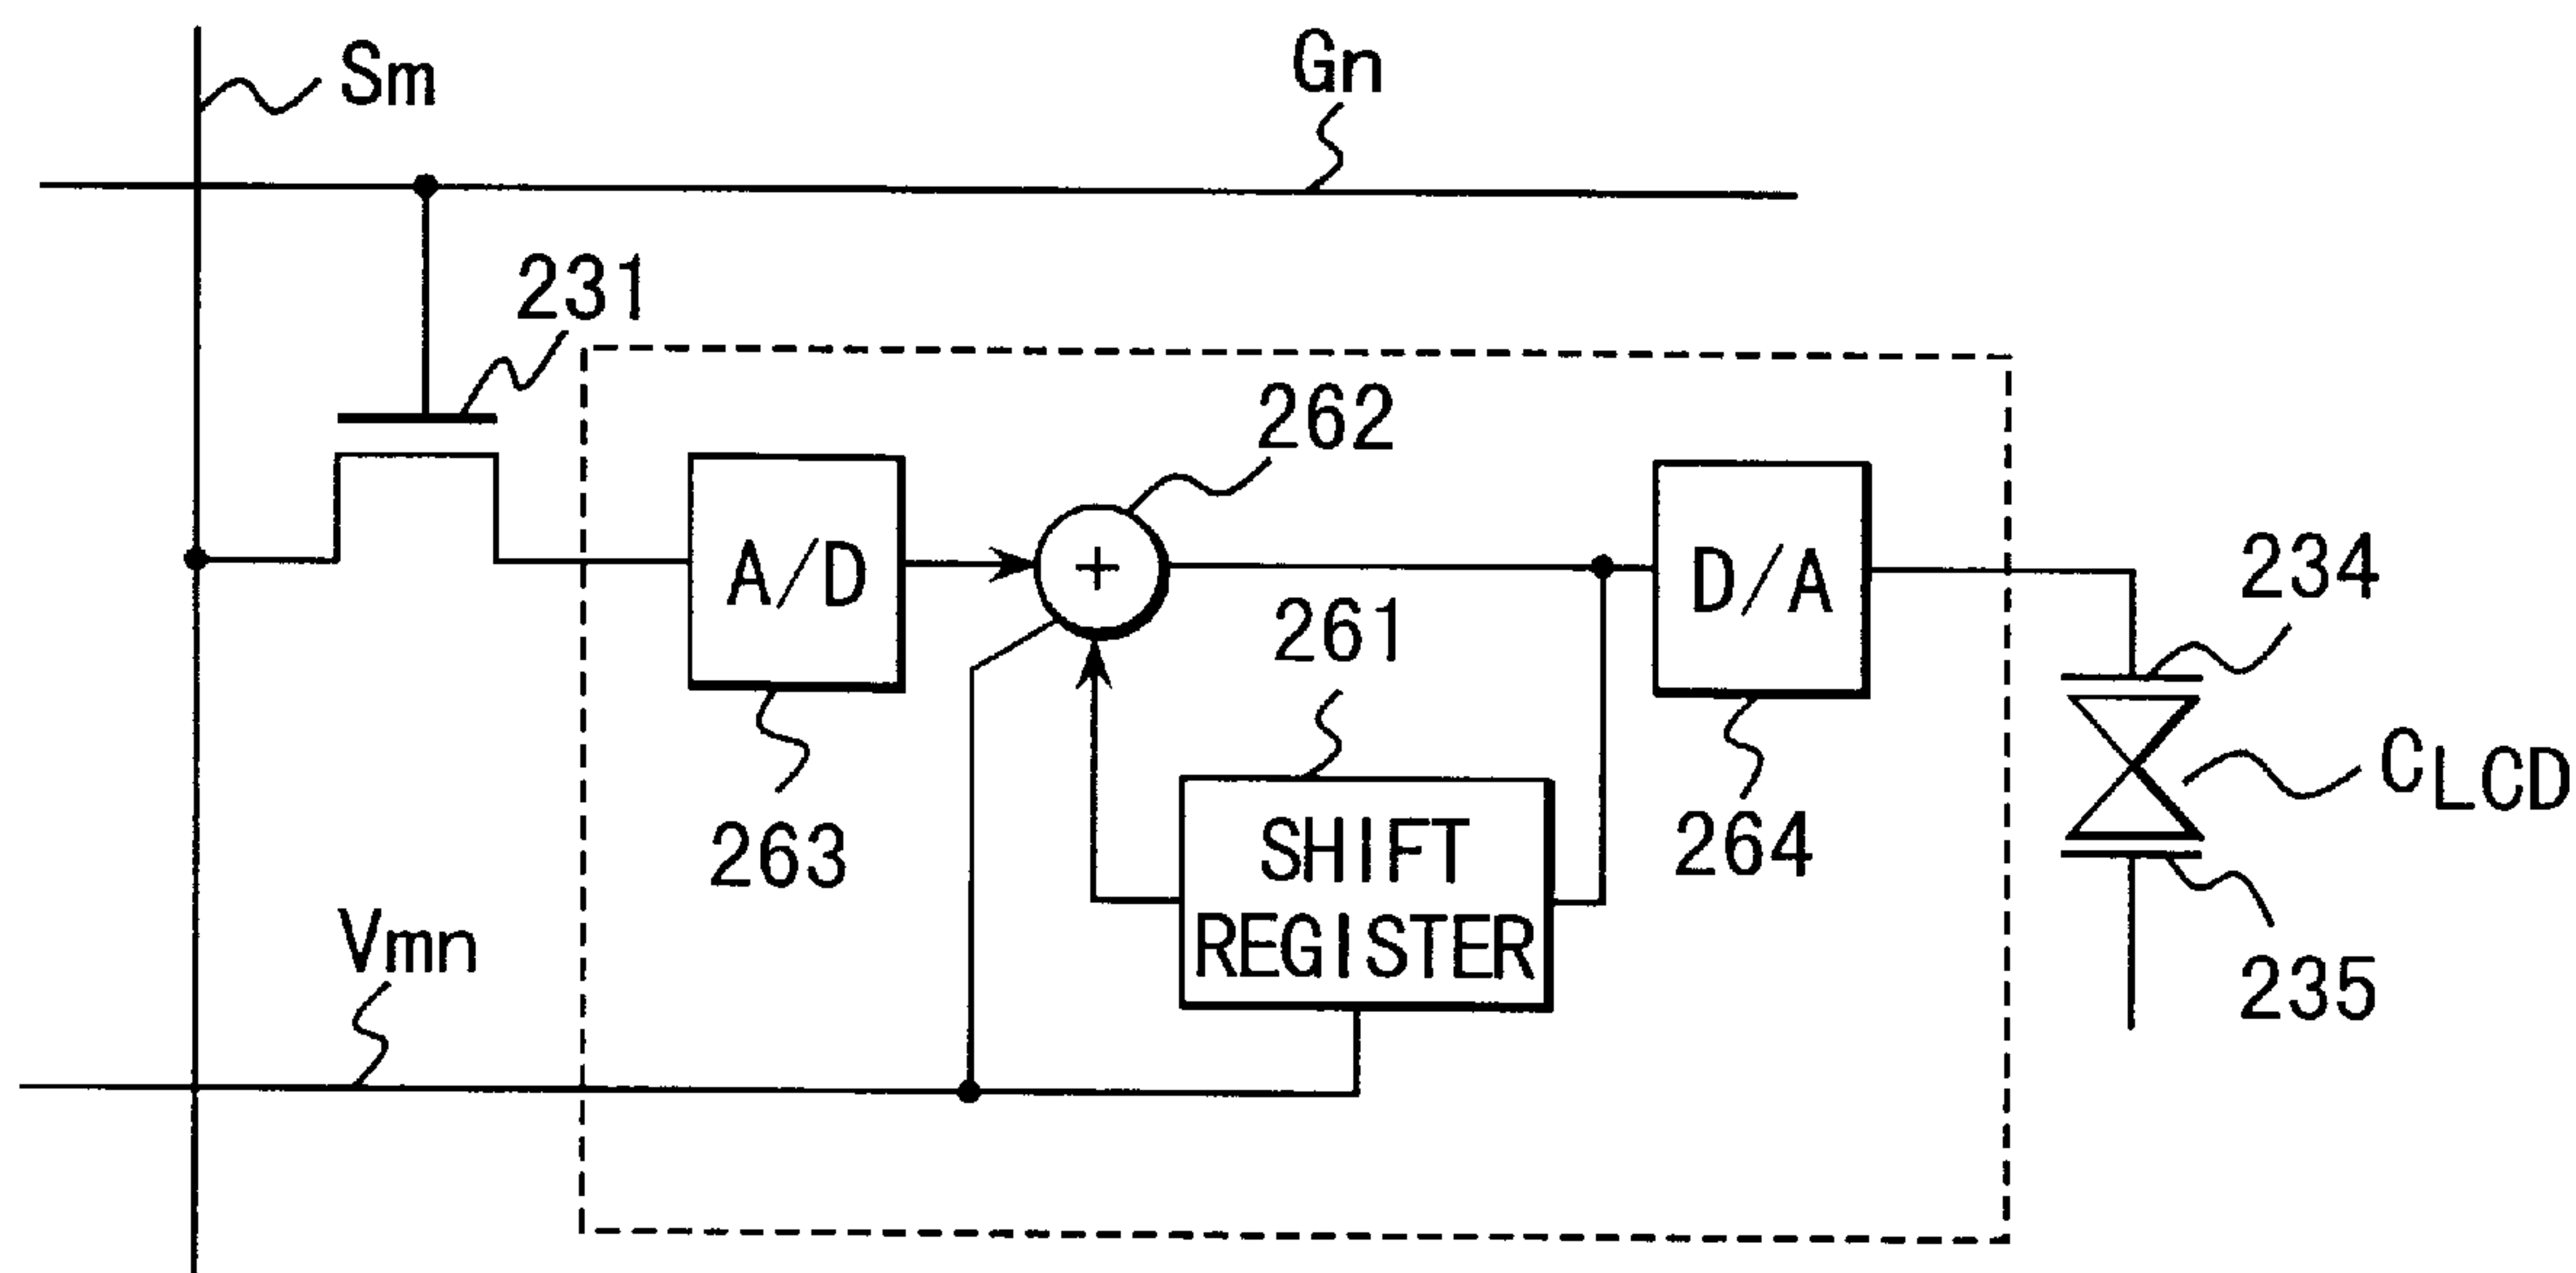 Sm
Gn
231
262
A/D
+
D/A
234
261
CLCD
263
SHIFT
REGISTER
264
Vmn
235